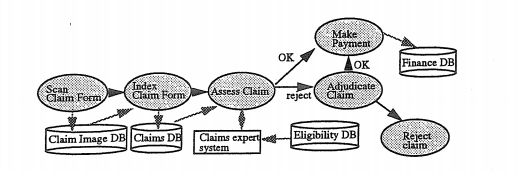 Make
Payment
OK
Finance DB
Scan
Claim Form
Index
Claim Form
Assess Claim
OK
reject
Adjudicate
Claim
Claim Image DB
Claims DB
Claims expert
system
Eligibility DB
Reject
claim